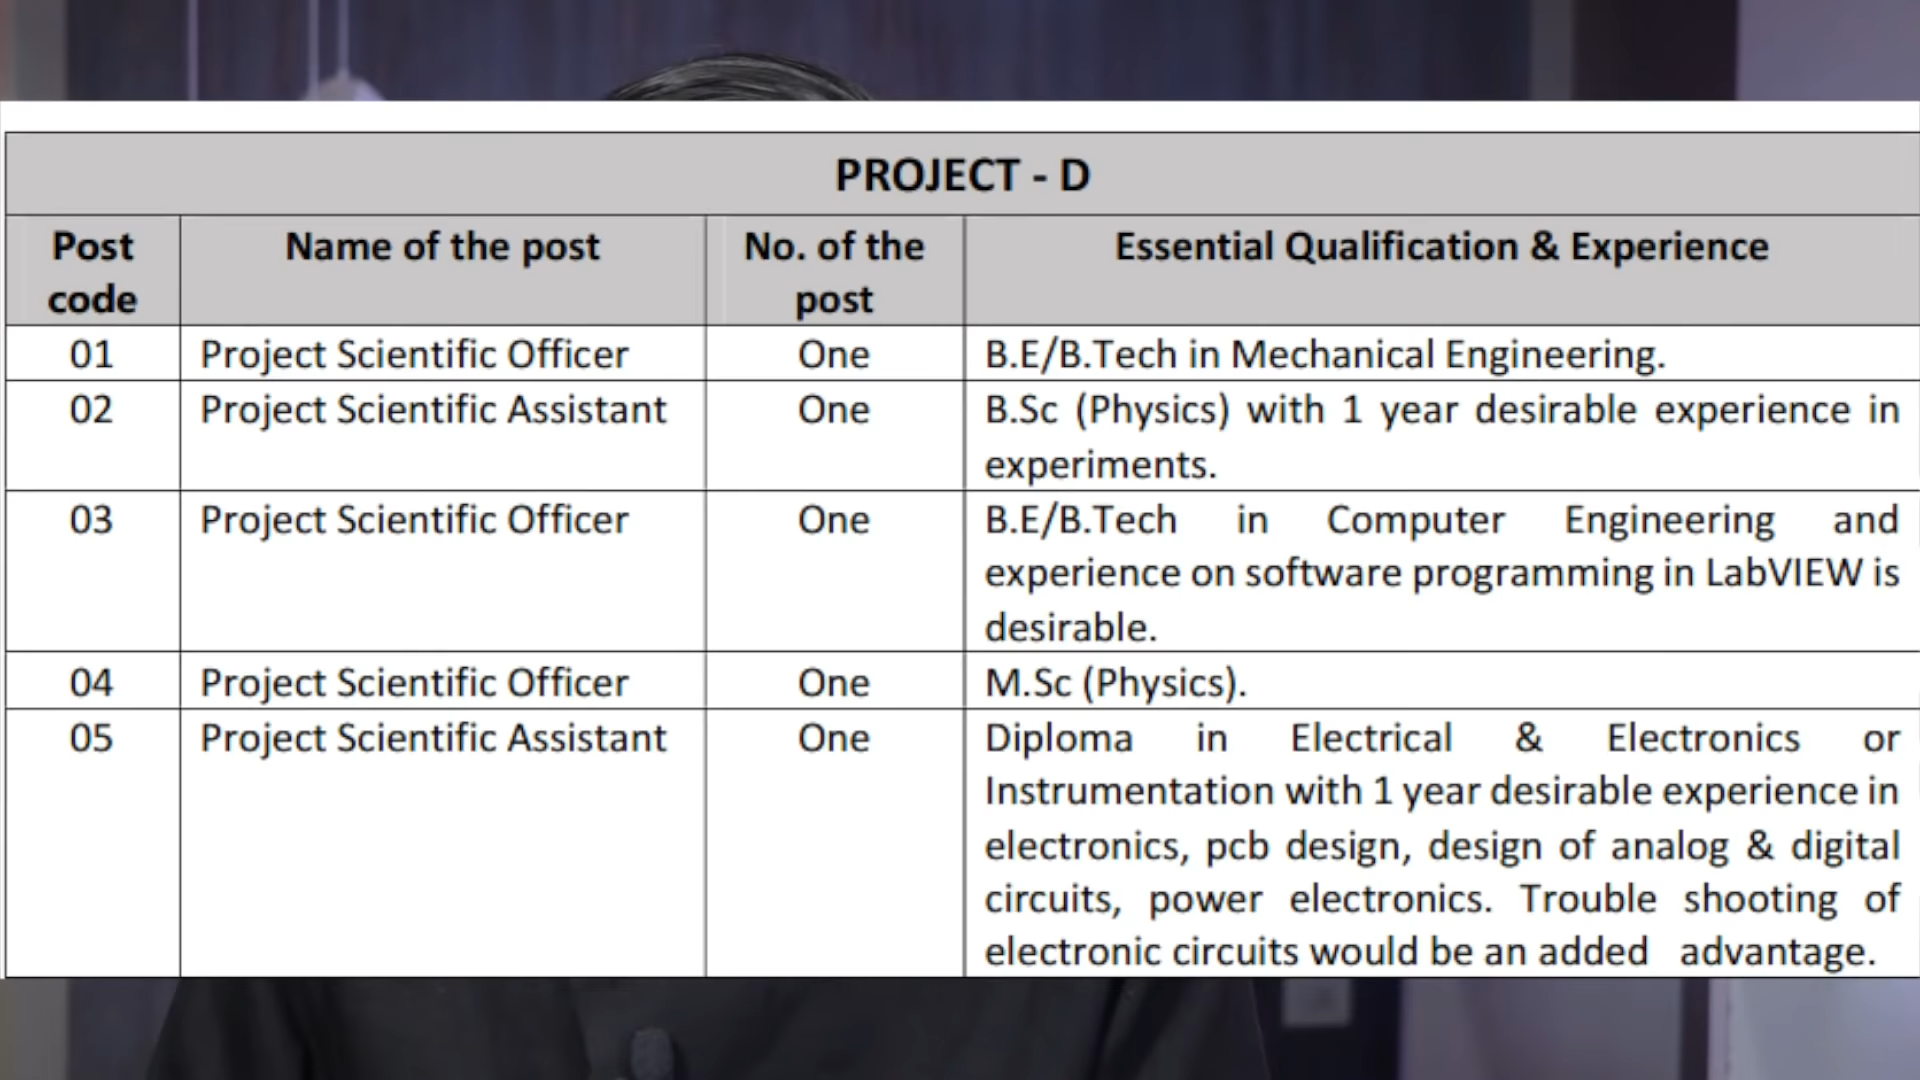 PROJECT - D
Post code
Name of the post
No. of the post
Essential Qualification & Experience
01 Project Scientific Officer One B.E/B.Tech in Mechanical Engineering.
02 Project Scientific Assistant One B.Sc (Physics) with 1 year desirable experience in
experiments.
03 Project Scientific Officer One B.E/B.Tech in Computer Engineering and
experience on software programming in LabVIEW is
desirable.
04 Project Scientific Officer One M.Sc (Physics).
05 Project Scientific Assistant One Diploma in Electrical & Electronics or
Instrumentation with 1 year desirable experience in
electronics, pcb design, design of analog & digital
circuits, power electronics. Trouble shooting of
electronic circuits would be an added advantage.